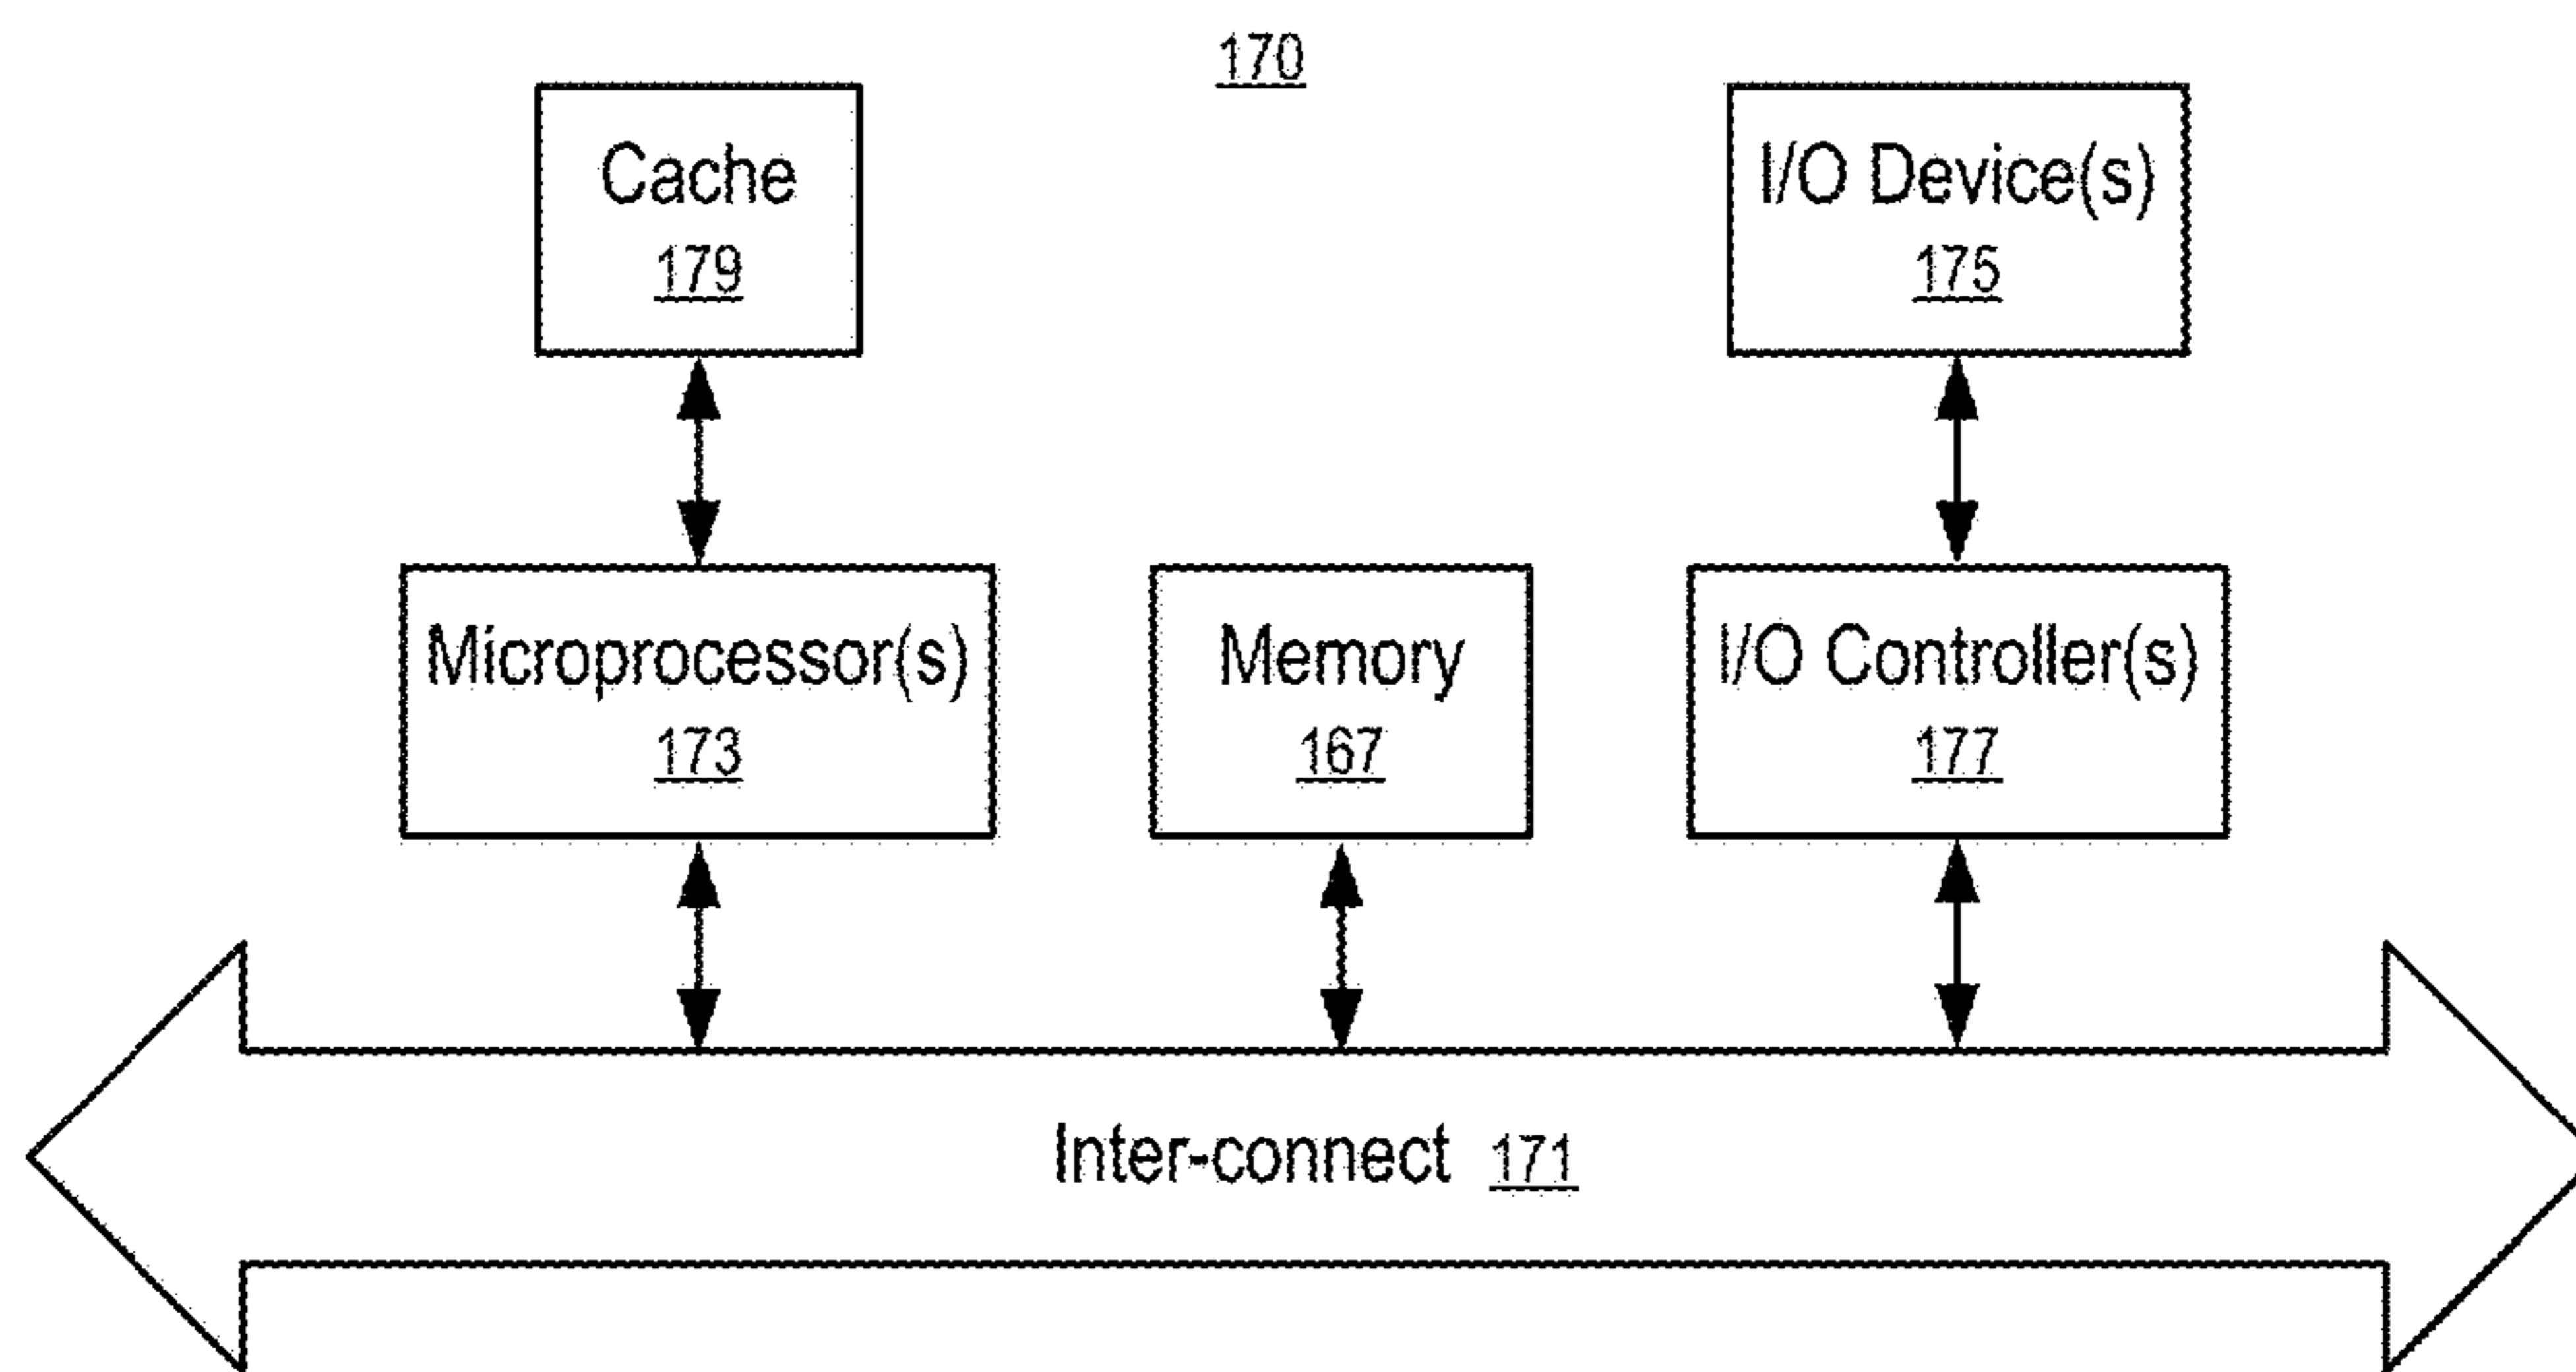 170
Cache
179
I/O Device(s)
175
Microprocessor(s)
173
Memory
167
I/O Controller(s)
177
Inter-connect 171